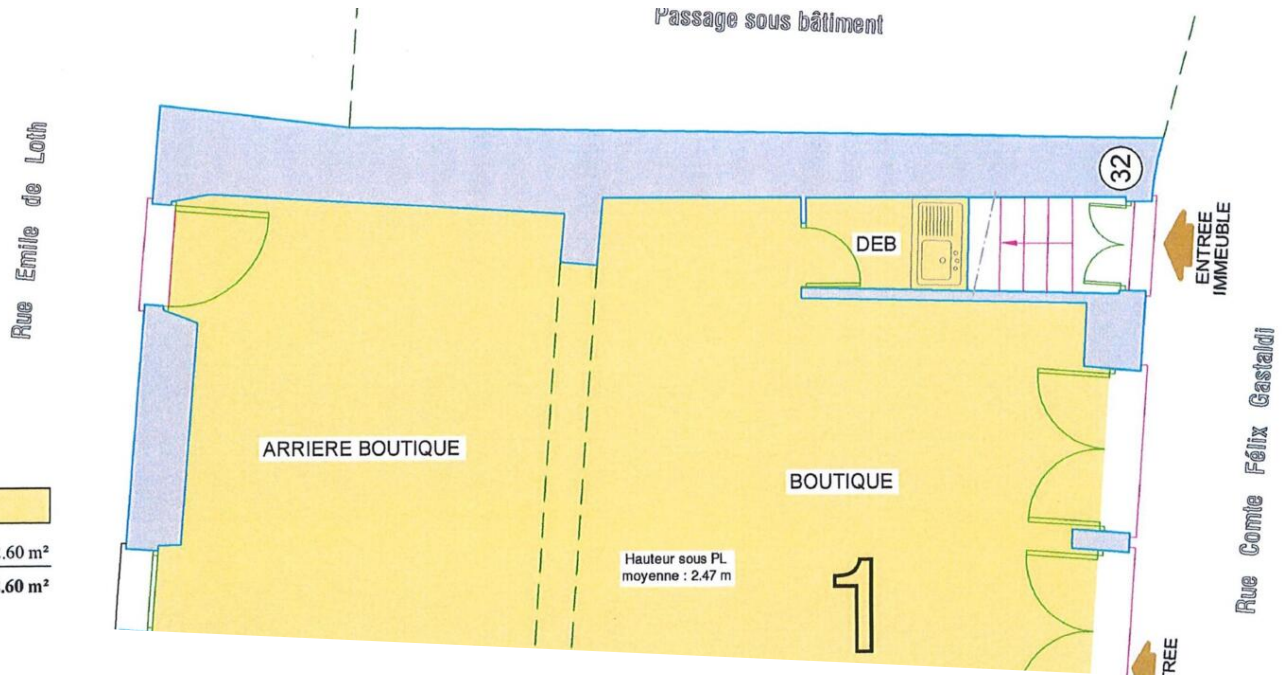 Passage sous bâtiment
Rue Emile de Loth
32
DEB
ENTREE
IMMEUBLE
ARRIERE BOUTIQUE
BOUTIQUE
Rue Comte Félix Gastaldi
.60 m²
.60 m²
Hauteur sous PL
moyenne : 2.47 m
1